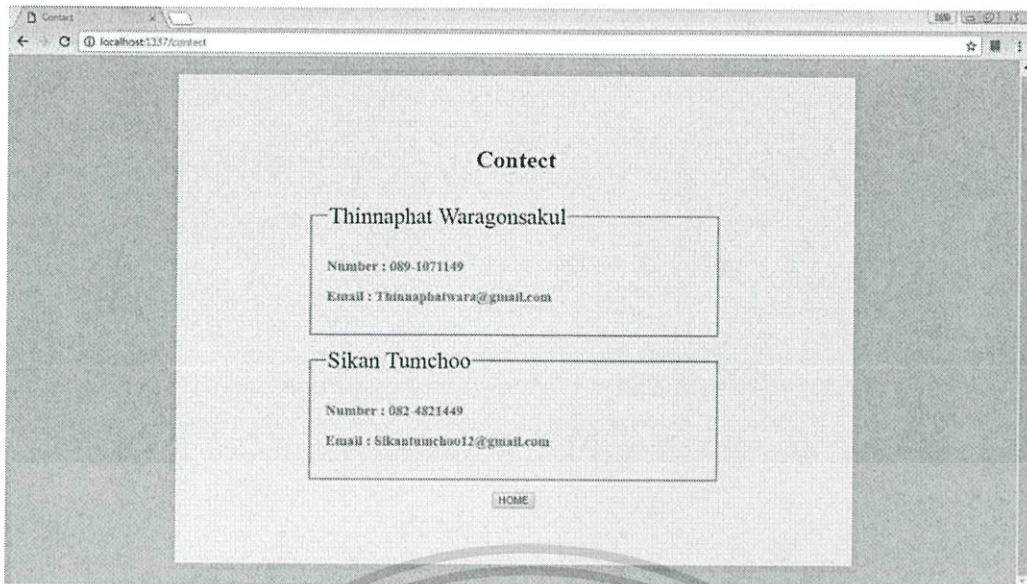 Contact
localhost:1337/contect
Contect
Thinnaphat Waragonsakul
Number : 089-1071149
Email : Thinnaphatwara@gmail.com
Sikan Tumchoo
Number : 082-4821449
Email : Sikantumchoo12@gmail.com
HOME